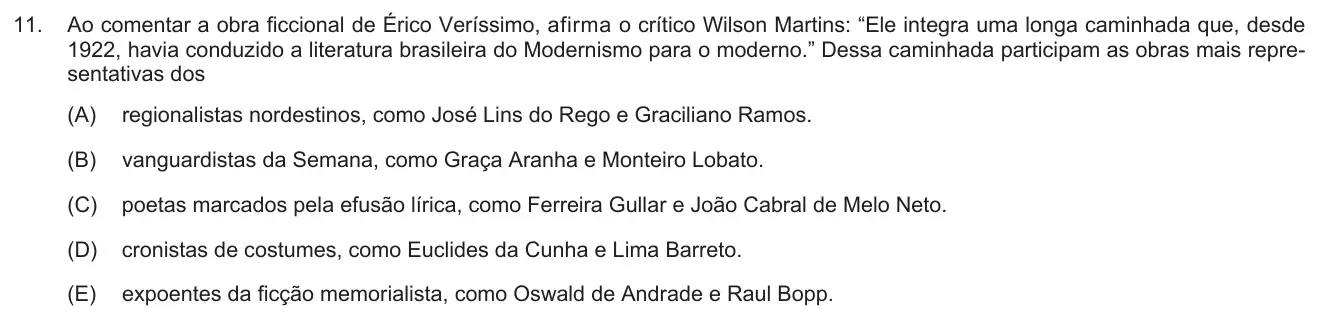 11. Ao comentar a obra ficcional de Érico Veríssimo, afirma o crítico Wilson Martins: “Ele integra uma longa caminhada que, desde
1922, havia conduzido a literatura brasileira do Modernismo para o moderno.” Dessa caminhada participam as obras mais repre-
sentativas dos
(A) regionalistas nordestinos, como José Lins do Rego e Graciliano Ramos.
(B) vanguardistas da Semana, como Graça Aranha e Monteiro Lobato.
(C) poetas marcados pela efusão lírica, como Ferreira Gullar e João Cabral de Melo Neto.
(D) cronistas de costumes, como Euclides da Cunha e Lima Barreto.
(E) expoentes da ficção memorialista, como Oswald de Andrade e Raul Bopp.